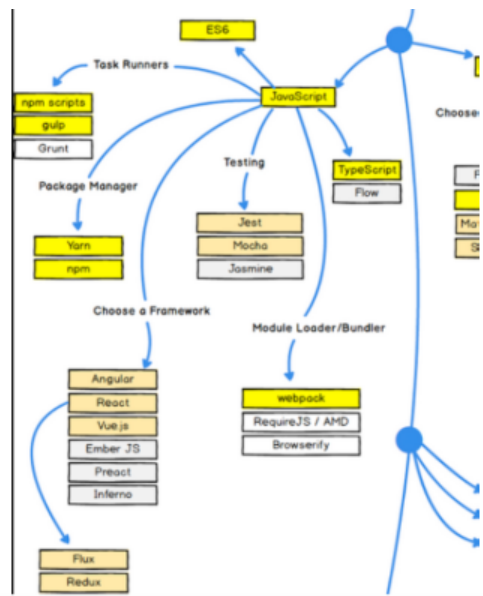 ES6
Task Runners
JavaScript
npm scripts
gulp
Grunt
Choose
Testing
TypeScript
Flow
Package Manager
Jest
Mocha
Jasmine
Yarn
npm
Choose a Framework
Module Loader/Bundler
Angular
React
Vue.js
Ember JS
Preact
Inferno
webpack
RequireJS / AMD
Browserify
Flux
Redux